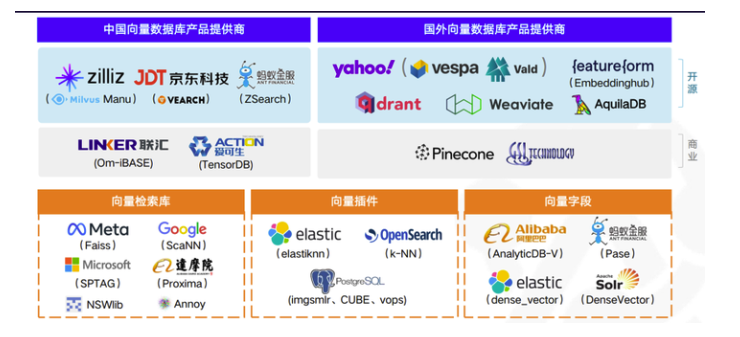 中国向量数据库产品提供商
国外向量数据库产品提供商
zilliz JDT 京东科技 蚂蚁金服 ANT FINANCIAL
(Milvus Manu) (VEARCH) (ZSearch)
yahoo! (vespa Vald) {eature{orm
(Embeddinghub)
qdrant Weaviate AquilaDB
开源
LINKER 联汇 ACTION 爱可生
(Om-iBASE) (TensorDB)
Pinecone TECHNOLOGY
商业
向量检索库
向量插件
向量字段
Meta Google
(Faiss) (ScaNN)
Microsoft 達摩院
(SPTAG) (Proxima)
NSWlib Annoy
elastic OpenSearch
(elastiknn) (k-NN)
PostgreSQL
(imgsmlr、CUBE、vops)
Alibaba 阿里巴巴 蚂蚁金服 ANT FINANCIAL
(AnalyticDB-V) (Pase)
elastic Apache Solr
(dense_vector) (DenseVector)